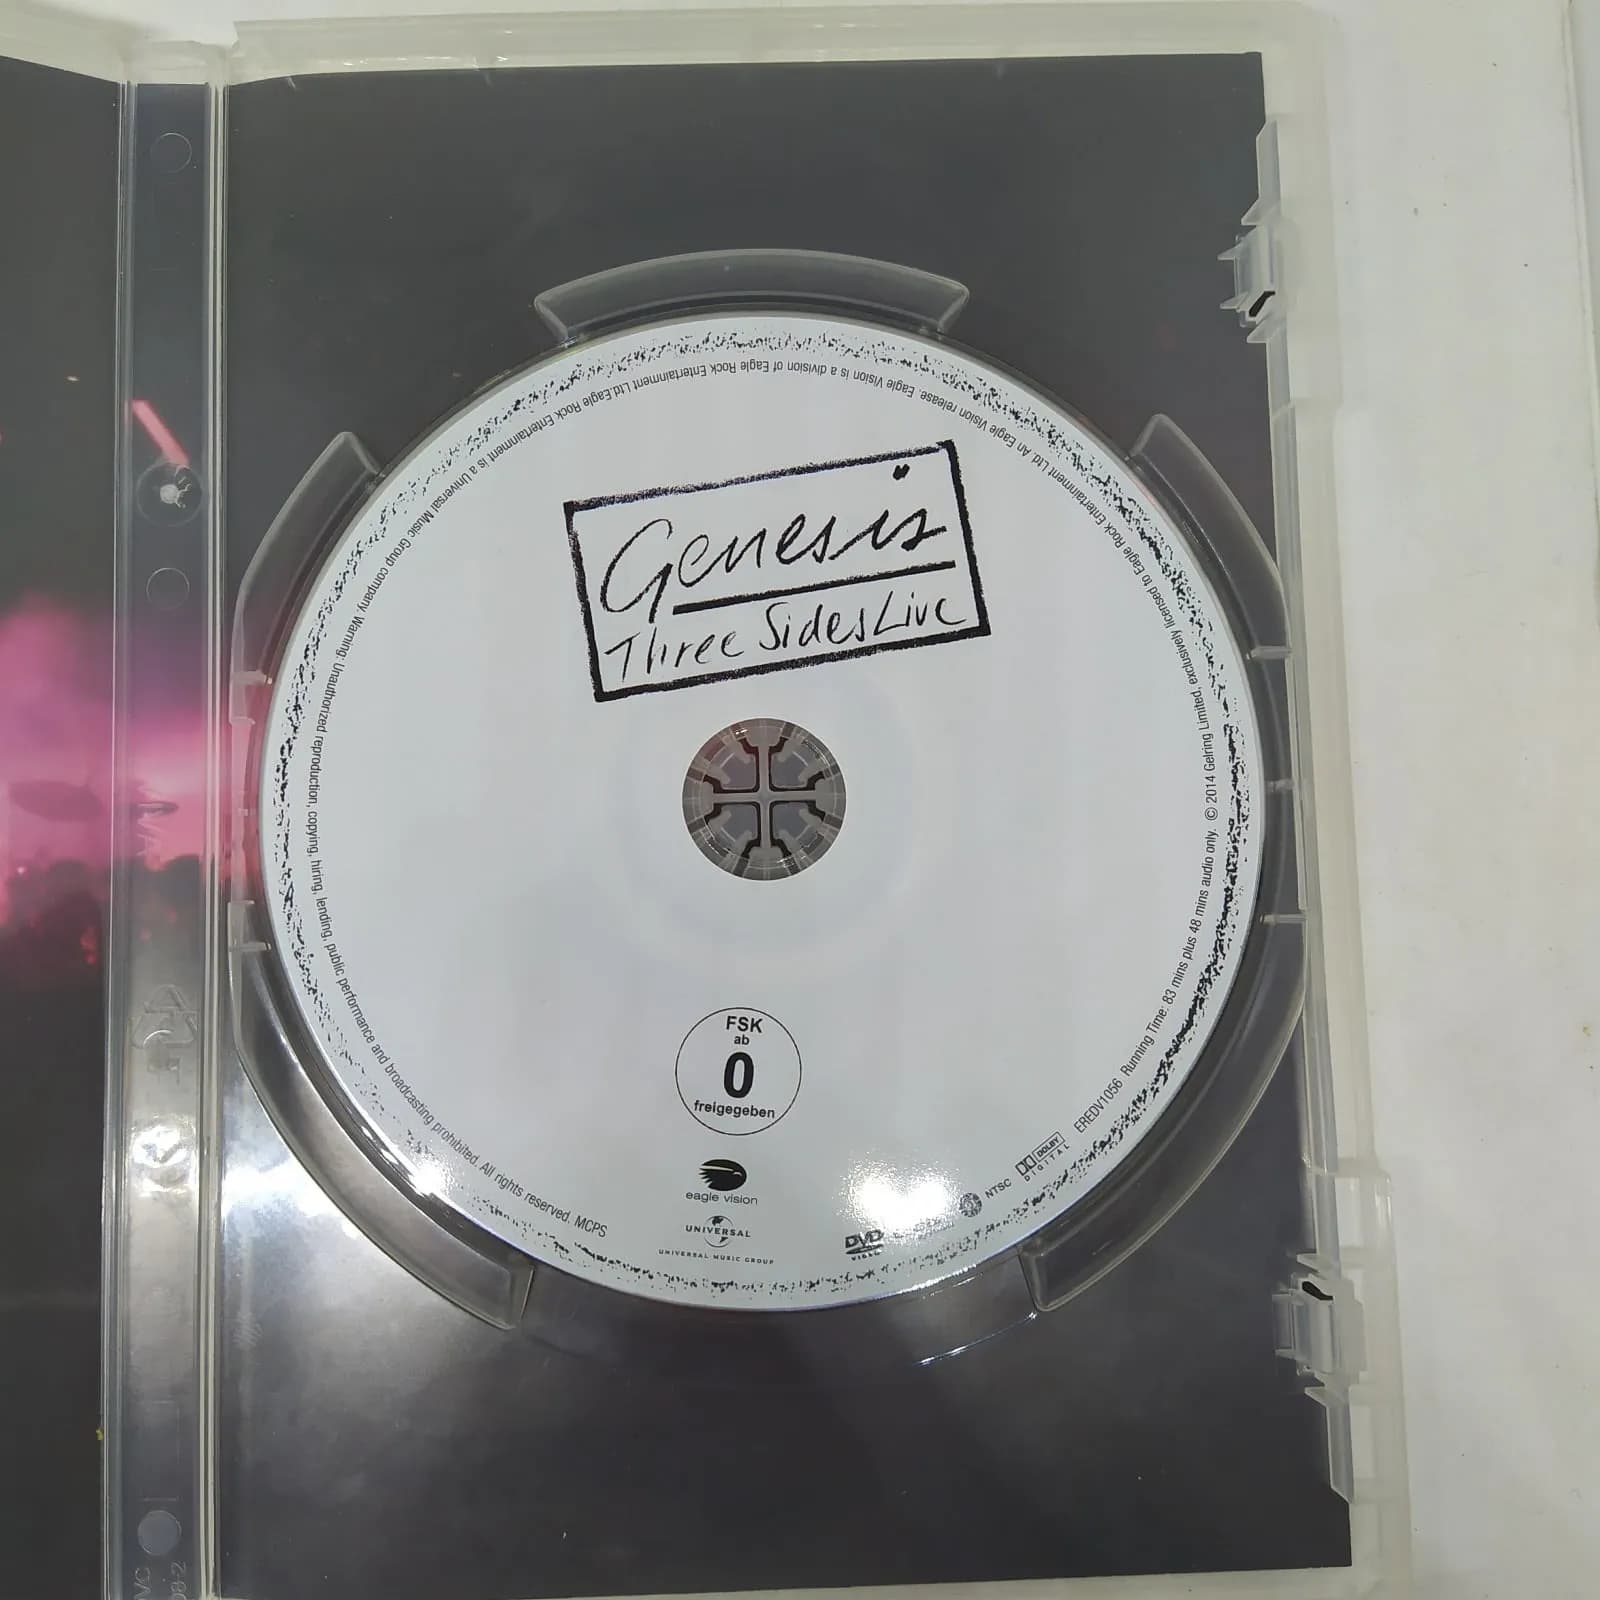 Genesis
Three Sides Live
FSK
ab
0
freigegeben
eagle vision
UNIVERSAL
UNIVERSAL MUSIC GROUP
DVD
VIDEO
NTSC
DOLBY
DIGITAL
EREDV1056 Running Time: 83 mins plus 48 mins audio only. © 2014 Gelring Limited, exclusively licensed to Eagle Rock Entertainment Ltd. An Eagle Vision release. Eagle Vision is a division of Eagle Rock Entertainment Ltd. Eagle Rock Entertainment is a Universal Music Group company. Warning: Unauthorized reproduction, copying, hiring, lending, public performance and broadcasting prohibited. All rights reserved. MCPS